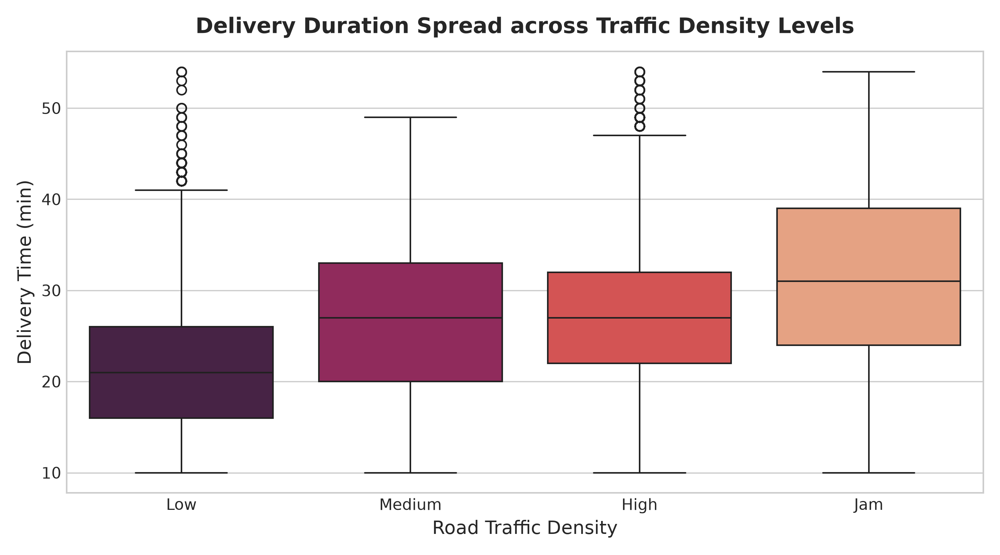 Delivery Duration Spread across Traffic Density Levels
Delivery Time (min)
50
40
30
20
10
Low Medium High Jam
Road Traffic Density